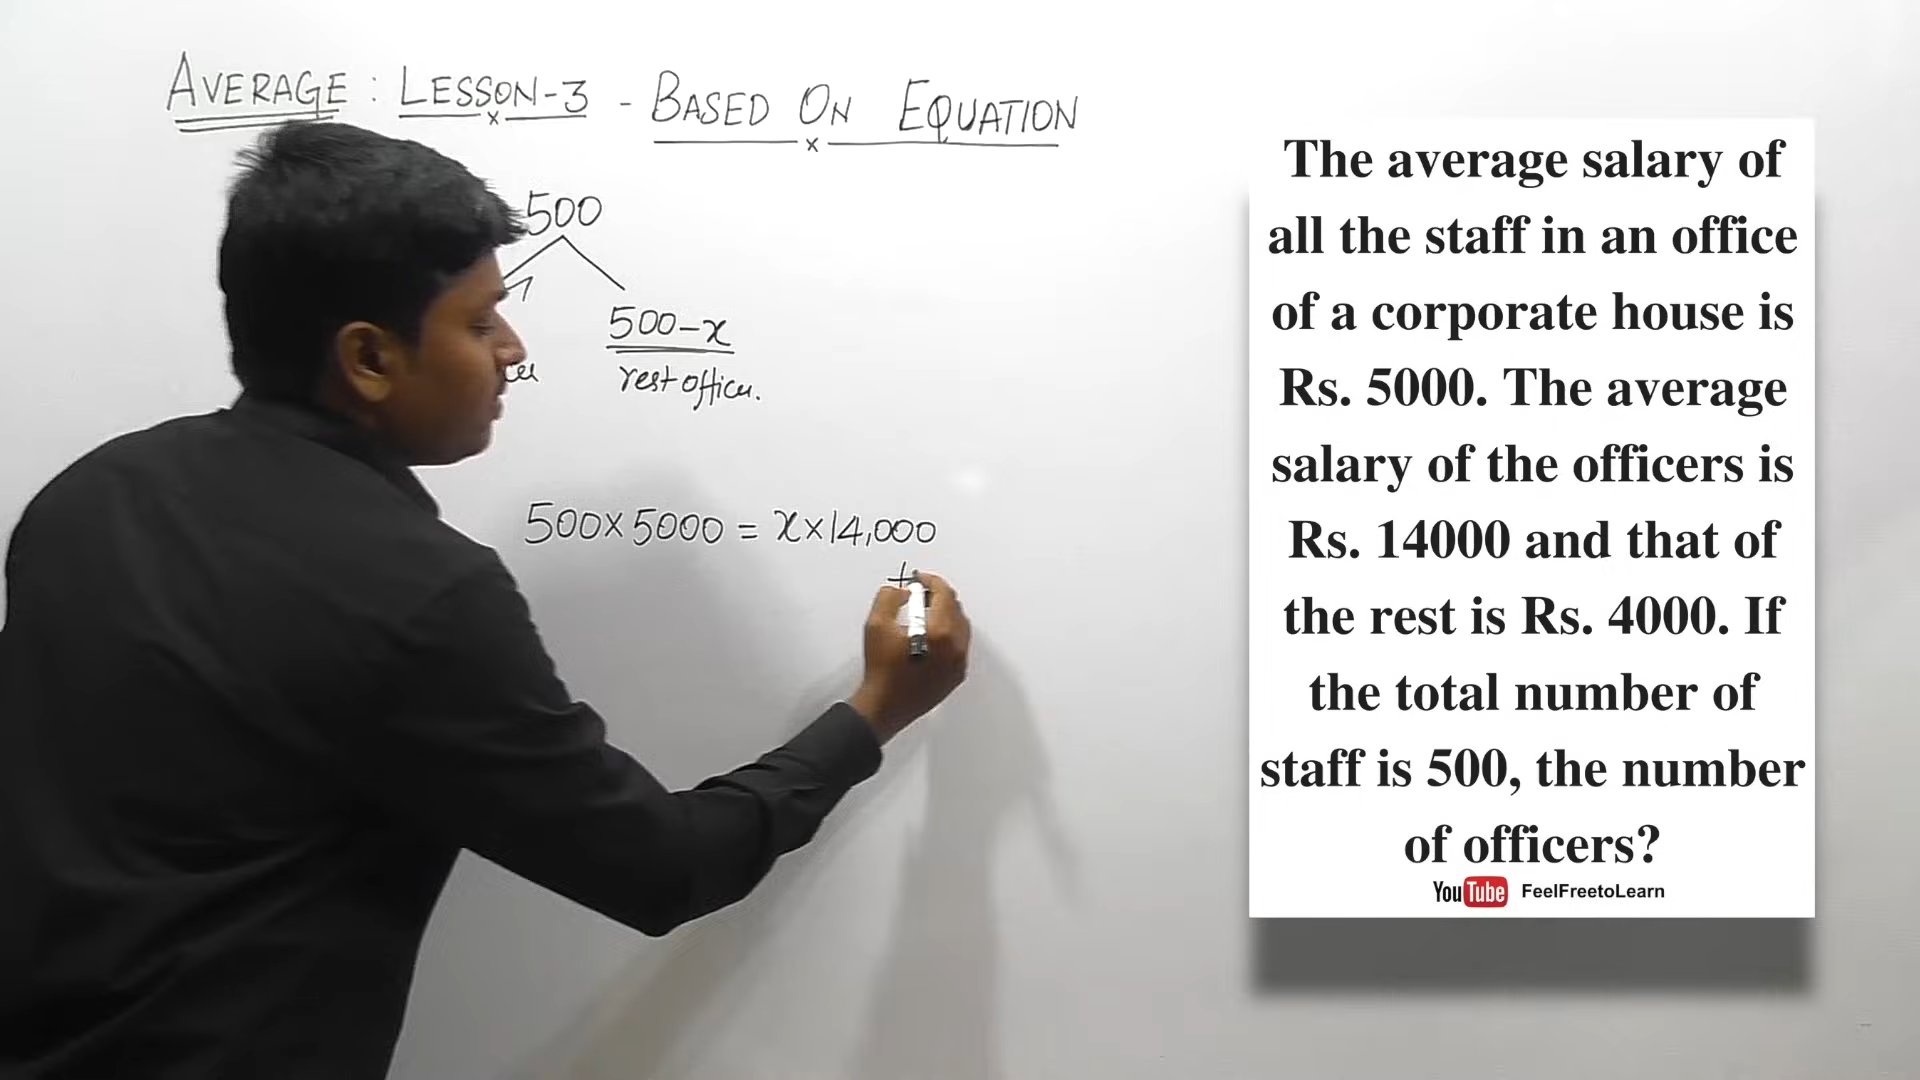 AVERAGE : LESSON-3 - BASED ON EQUATION
500
500-x
rest officer.
500×5000 = x×14,000
+
The average salary of
all the staff in an office
of a corporate house is
Rs. 5000. The average
salary of the officers is
Rs. 14000 and that of
the rest is Rs. 4000. If
the total number of
staff is 500, the number
of officers?
YouTube FeelFreetoLearn